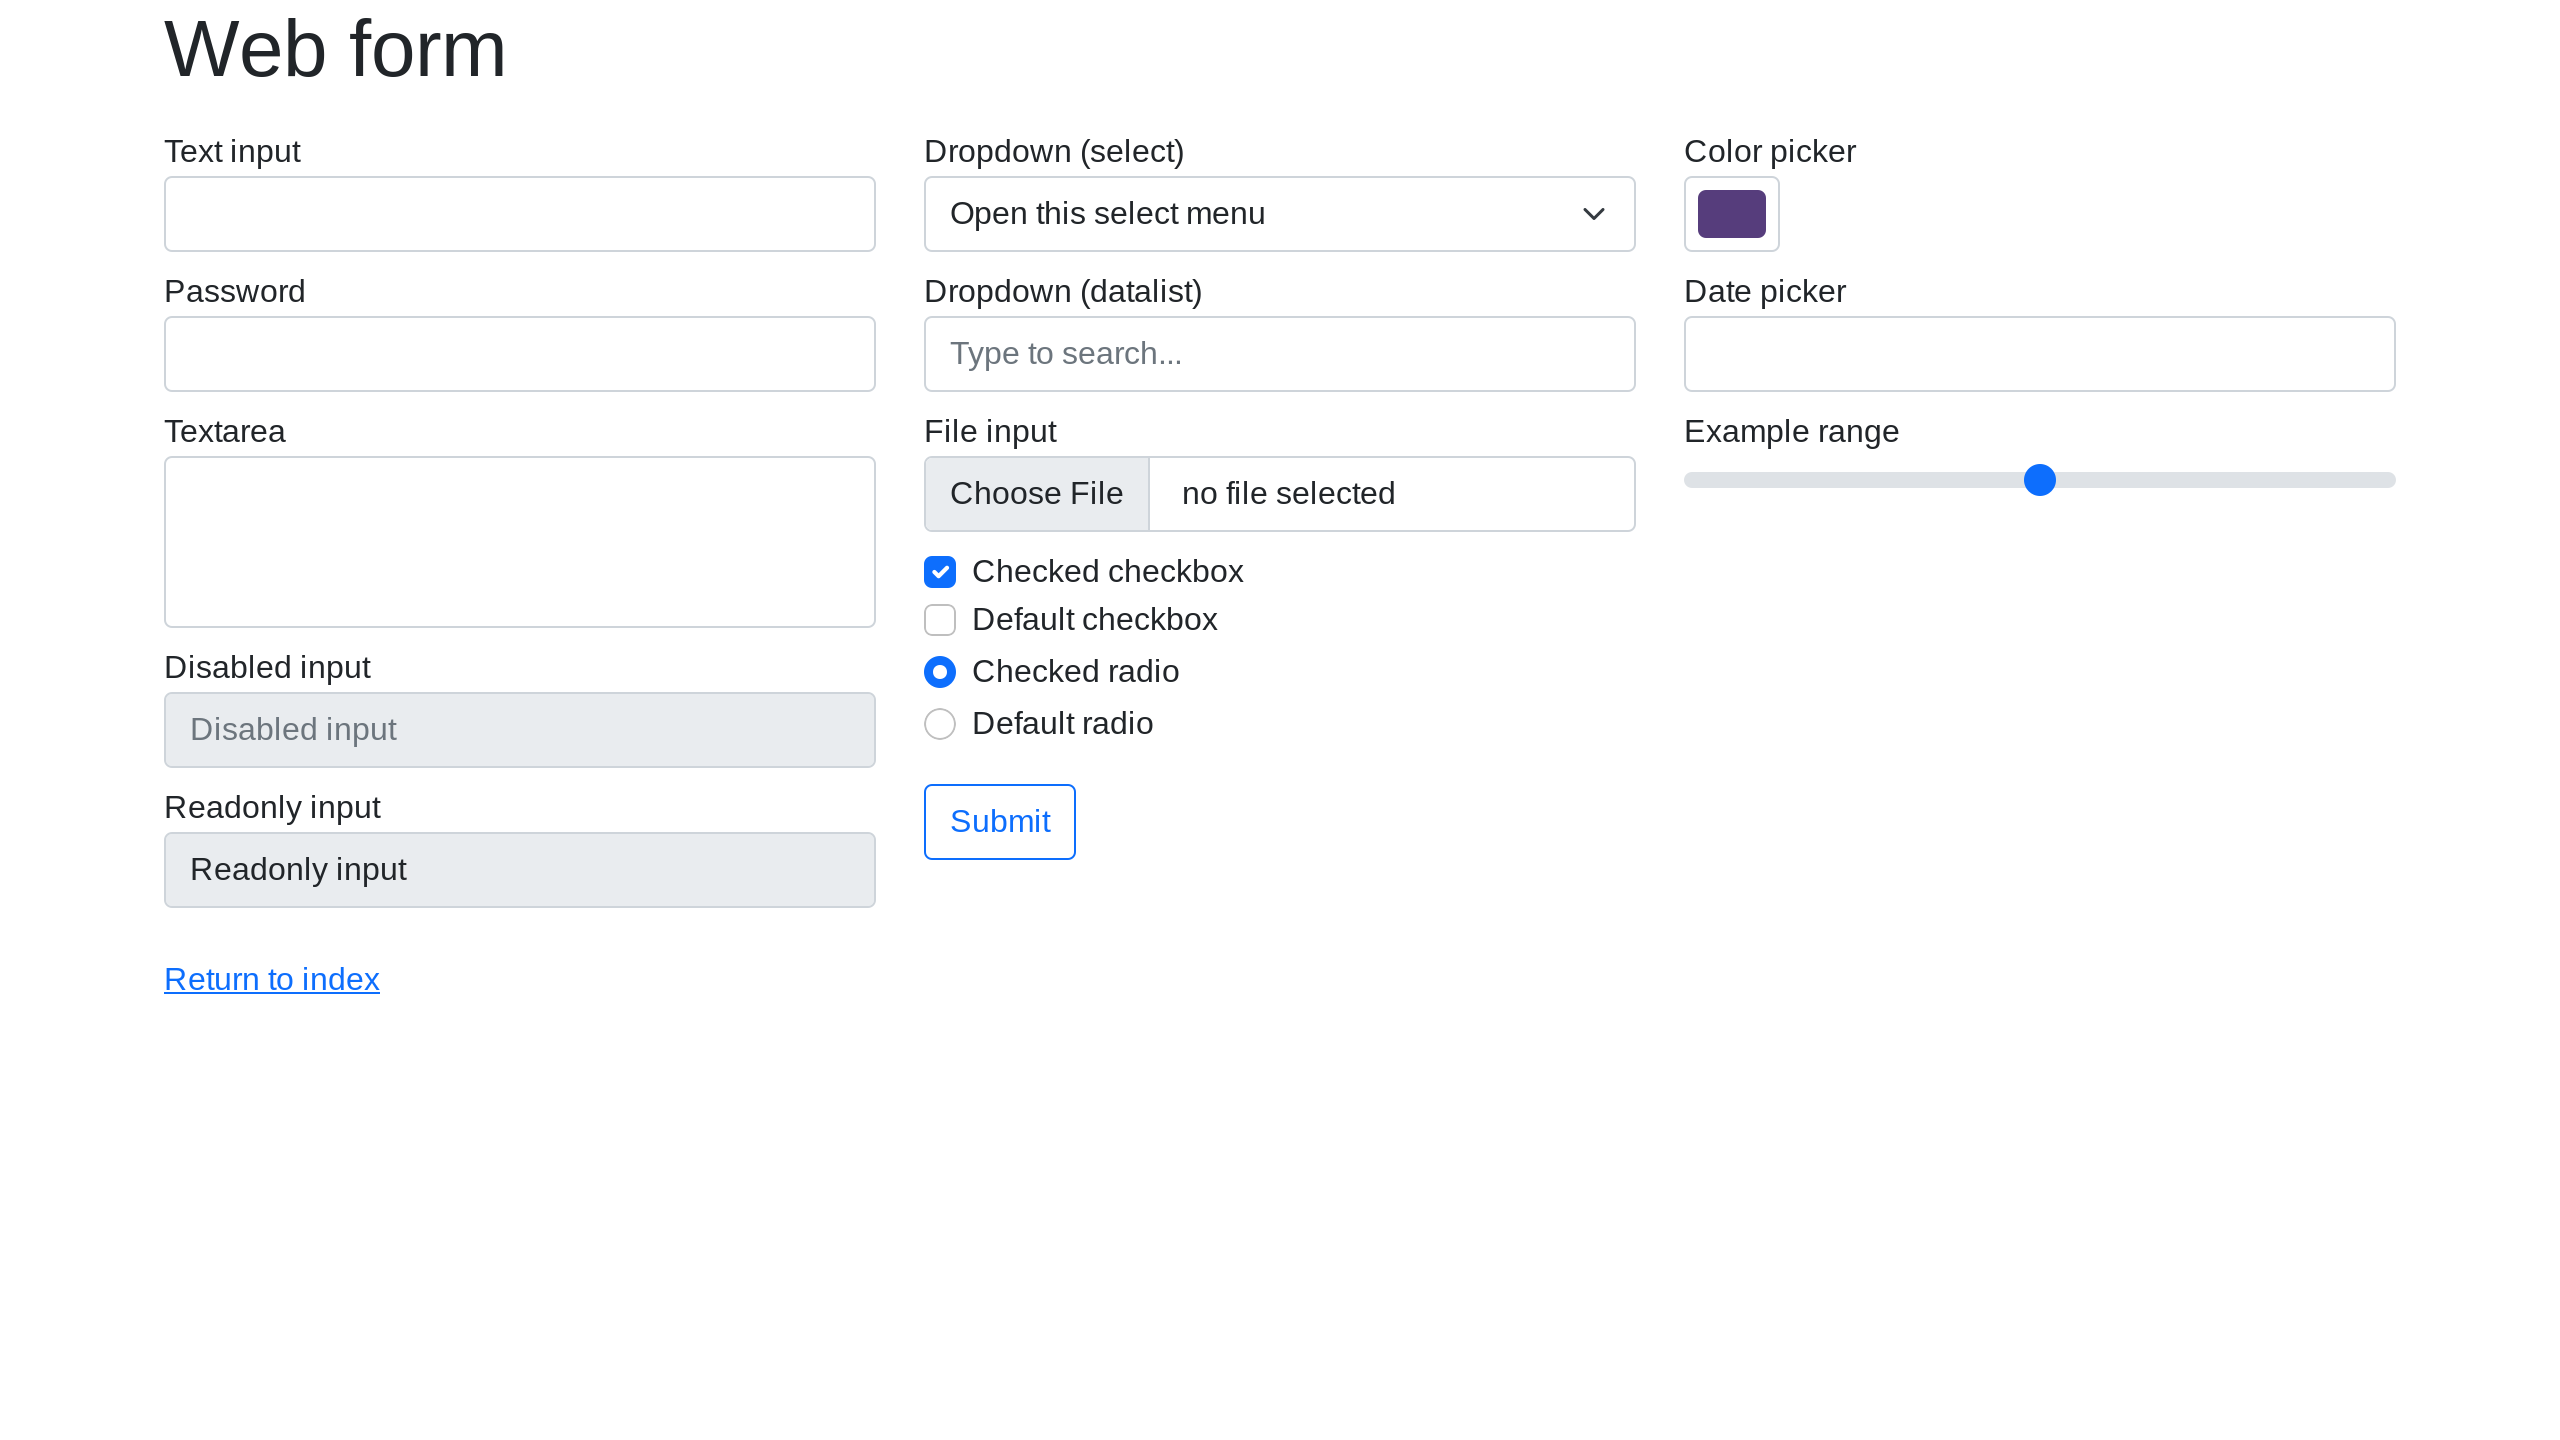 Web form
Text input
Password
Textarea
Disabled input
Disabled input
Readonly input
Readonly input
Return to index
Dropdown (select)
Open this select menu
Dropdown (datalist)
Type to search...
File input
Choose File no file selected
Checked checkbox
Default checkbox
Checked radio
Default radio
Submit
Color picker
Date picker
Example range